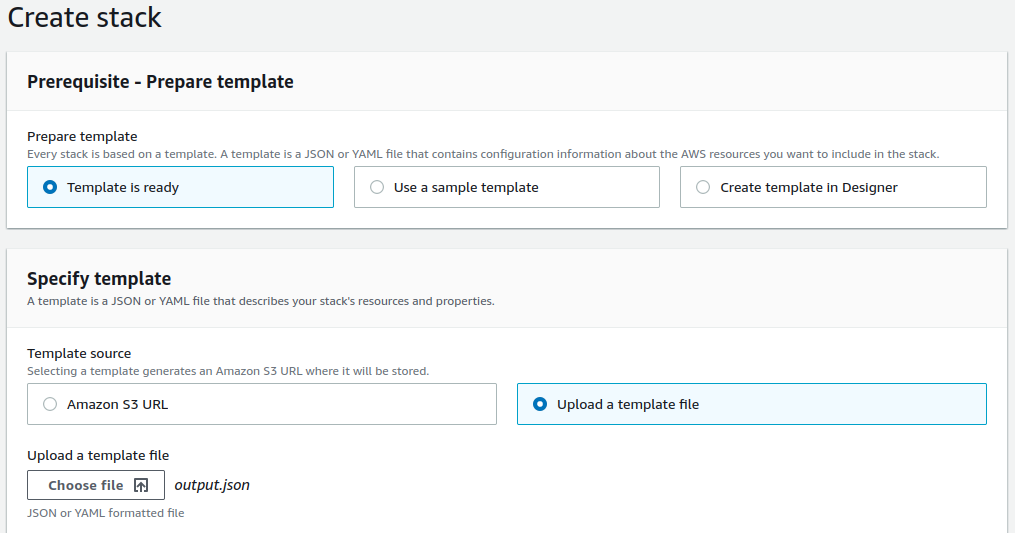 Create stack
Prerequisite - Prepare template
Prepare template
Every stack is based on a template. A template is a JSON or YAML file that contains configuration information about the AWS resources you want to include in the stack.
Template is ready
Use a sample template
Create template in Designer
Specify template
A template is a JSON or YAML file that describes your stack's resources and properties.
Template source
Selecting a template generates an Amazon S3 URL where it will be stored.
Amazon S3 URL
Upload a template file
Upload a template file
Choose file
output.json
JSON or YAML formatted file